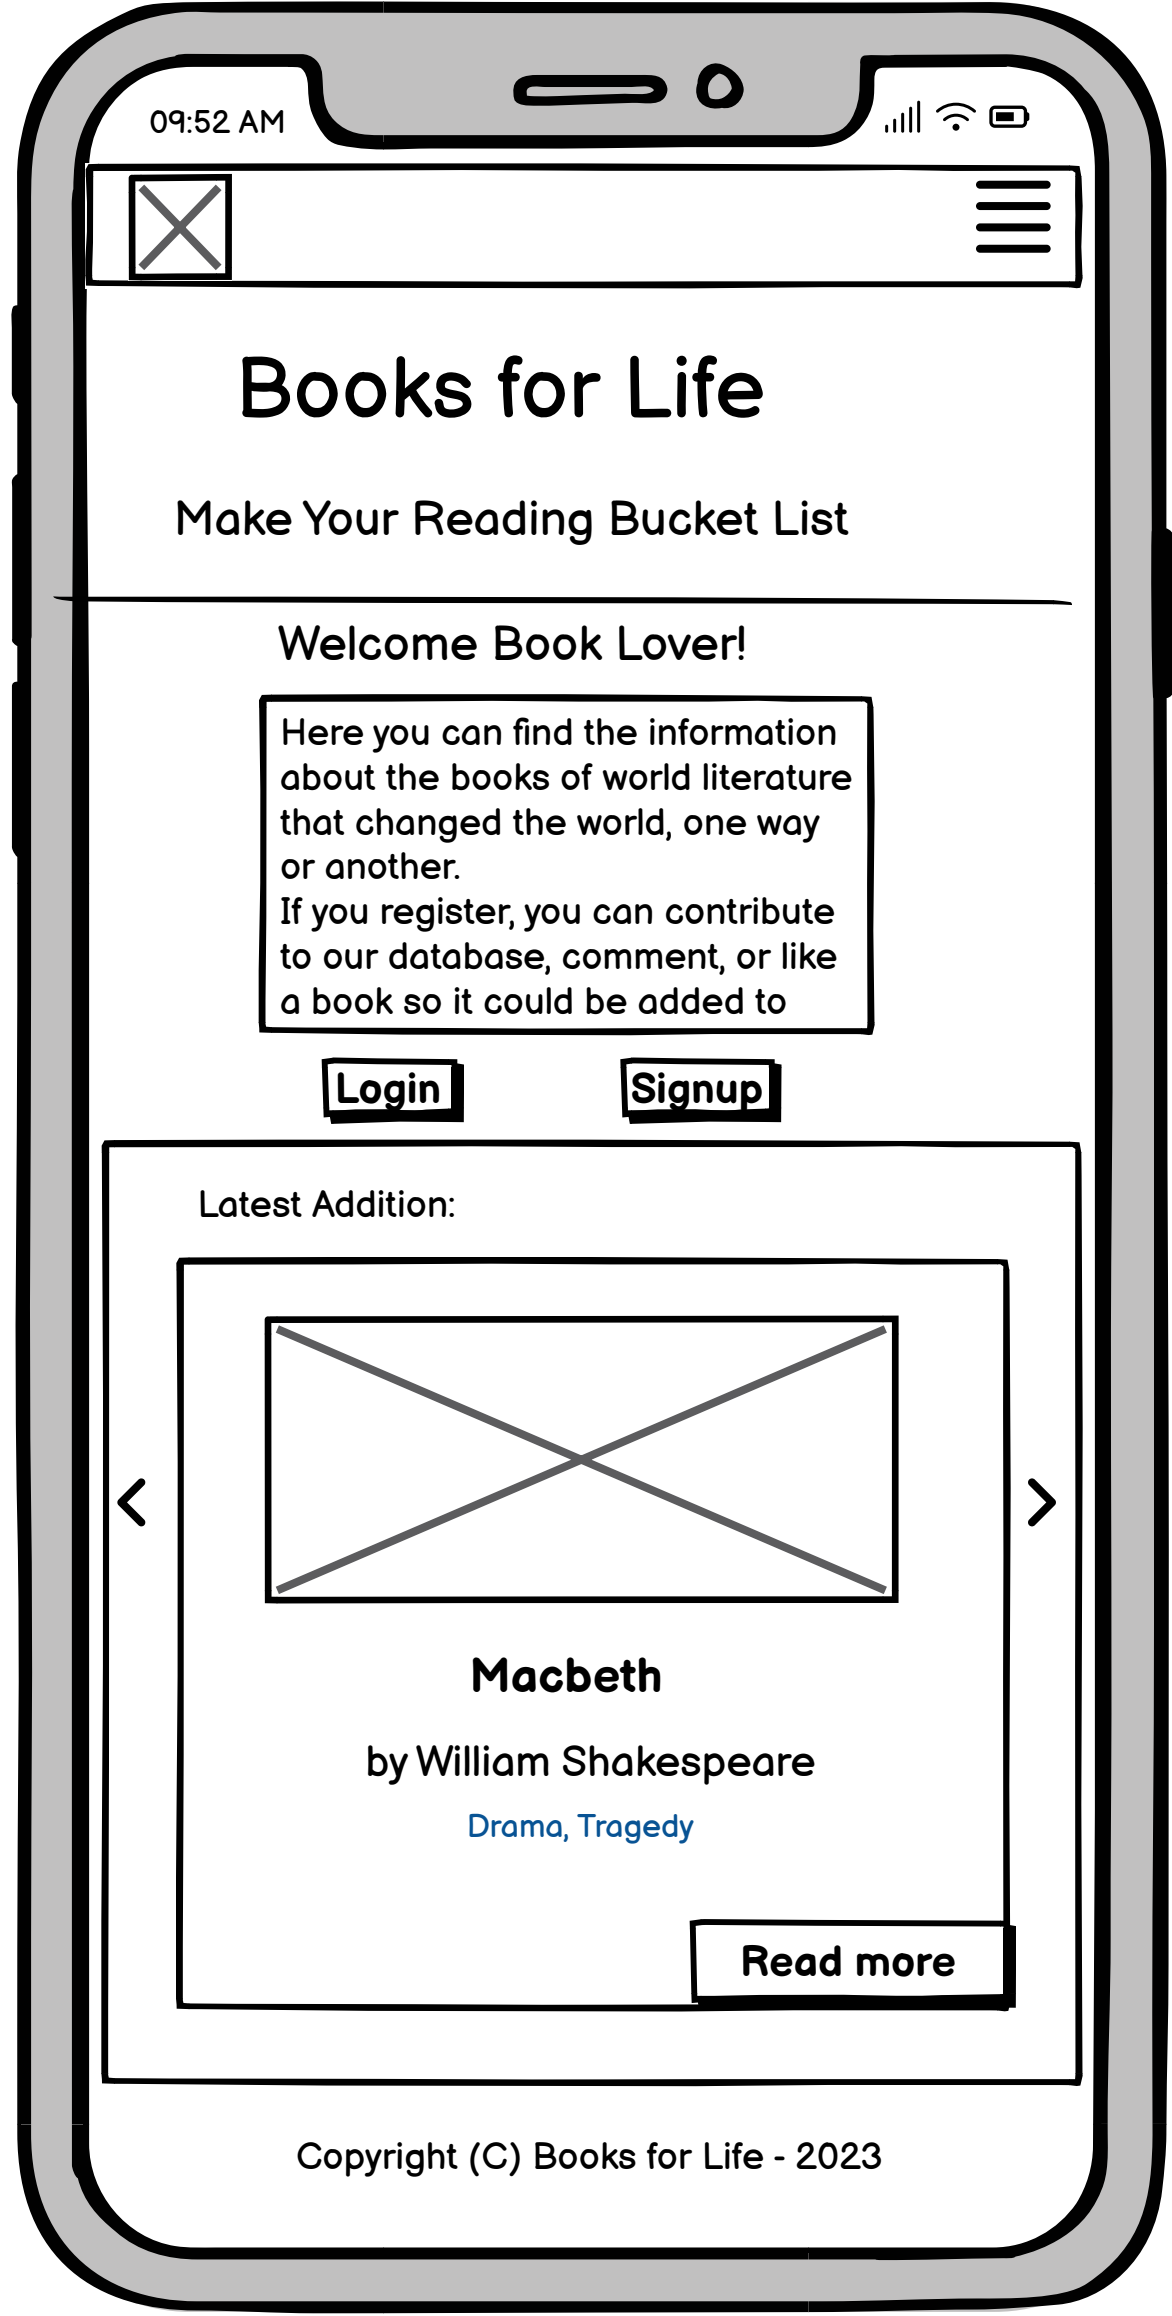 09:52 AM
Books for Life
Make Your Reading Bucket List
Welcome Book Lover!
Here you can find the information
about the books of world literature
that changed the world, one way
or another.
If you register, you can contribute
to our database, comment, or like
a book so it could be added to
Login
Signup
Latest Addition:
Macbeth
by William Shakespeare
Drama, Tragedy
Read more
Copyright (C) Books for Life - 2023